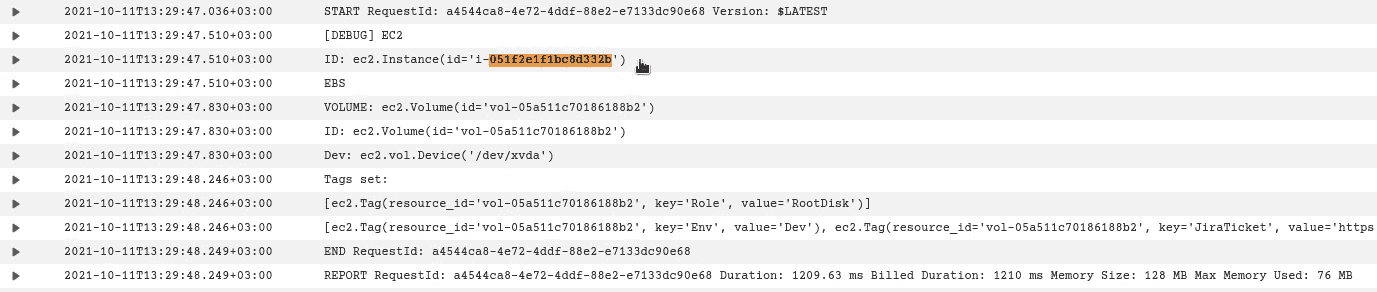 2021-10-11T13:29:47.036+03:00 START RequestId: a4544ca8-4e72-4ddf-88e2-e7133dc90e68 Version: $LATEST
2021-10-11T13:29:47.510+03:00 [DEBUG] EC2
2021-10-11T13:29:47.510+03:00 ID: ec2.Instance(id='i-051f2e1f1bc8d332b')
2021-10-11T13:29:47.510+03:00 EBS
2021-10-11T13:29:47.830+03:00 VOLUME: ec2.Volume(id='vol-05a511c70186188b2')
2021-10-11T13:29:47.830+03:00 ID: ec2.Volume(id='vol-05a511c70186188b2')
2021-10-11T13:29:47.830+03:00 Dev: ec2.vol.Device('/dev/xvda')
2021-10-11T13:29:48.246+03:00 Tags set:
2021-10-11T13:29:48.246+03:00 [ec2.Tag(resource_id='vol-05a511c70186188b2', key='Role', value='RootDisk')]
2021-10-11T13:29:48.246+03:00 [ec2.Tag(resource_id='vol-05a511c70186188b2', key='Env', value='Dev'), ec2.Tag(resource_id='vol-05a511c70186188b2', key='JiraTicket', value='https
2021-10-11T13:29:48.249+03:00 END RequestId: a4544ca8-4e72-4ddf-88e2-e7133dc90e68
2021-10-11T13:29:48.249+03:00 REPORT RequestId: a4544ca8-4e72-4ddf-88e2-e7133dc90e68 Duration: 1209.63 ms Billed Duration: 1210 ms Memory Size: 128 MB Max Memory Used: 76 MB